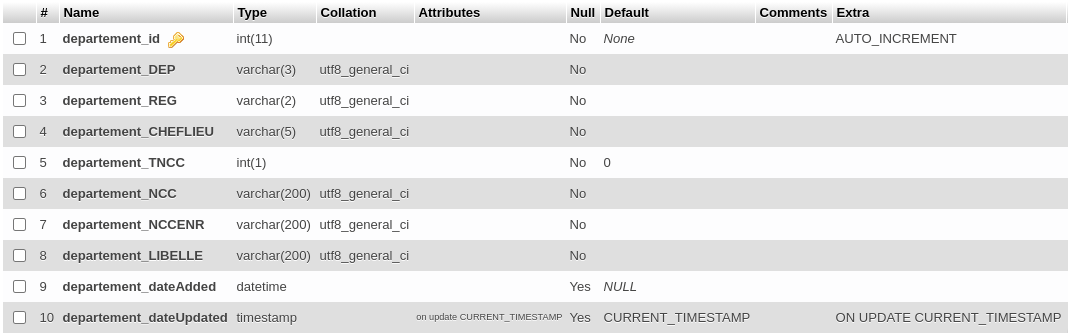 # Name Type Collation Attributes Null Default Comments Extra
1 departement_id int(11) No None AUTO_INCREMENT
2 departement_DEP varchar(3) utf8_general_ci No
3 departement_REG varchar(2) utf8_general_ci No
4 departement_CHEFLIEU varchar(5) utf8_general_ci No
5 departement_TNCC int(1) No 0
6 departement_NCC varchar(200) utf8_general_ci No
7 departement_NCCENR varchar(200) utf8_general_ci No
8 departement_LIBELLE varchar(200) utf8_general_ci No
9 departement_dateAdded datetime Yes NULL
10 departement_dateUpdated timestamp on update CURRENT_TIMESTAMP Yes CURRENT_TIMESTAMP ON UPDATE CURRENT_TIMESTAMP